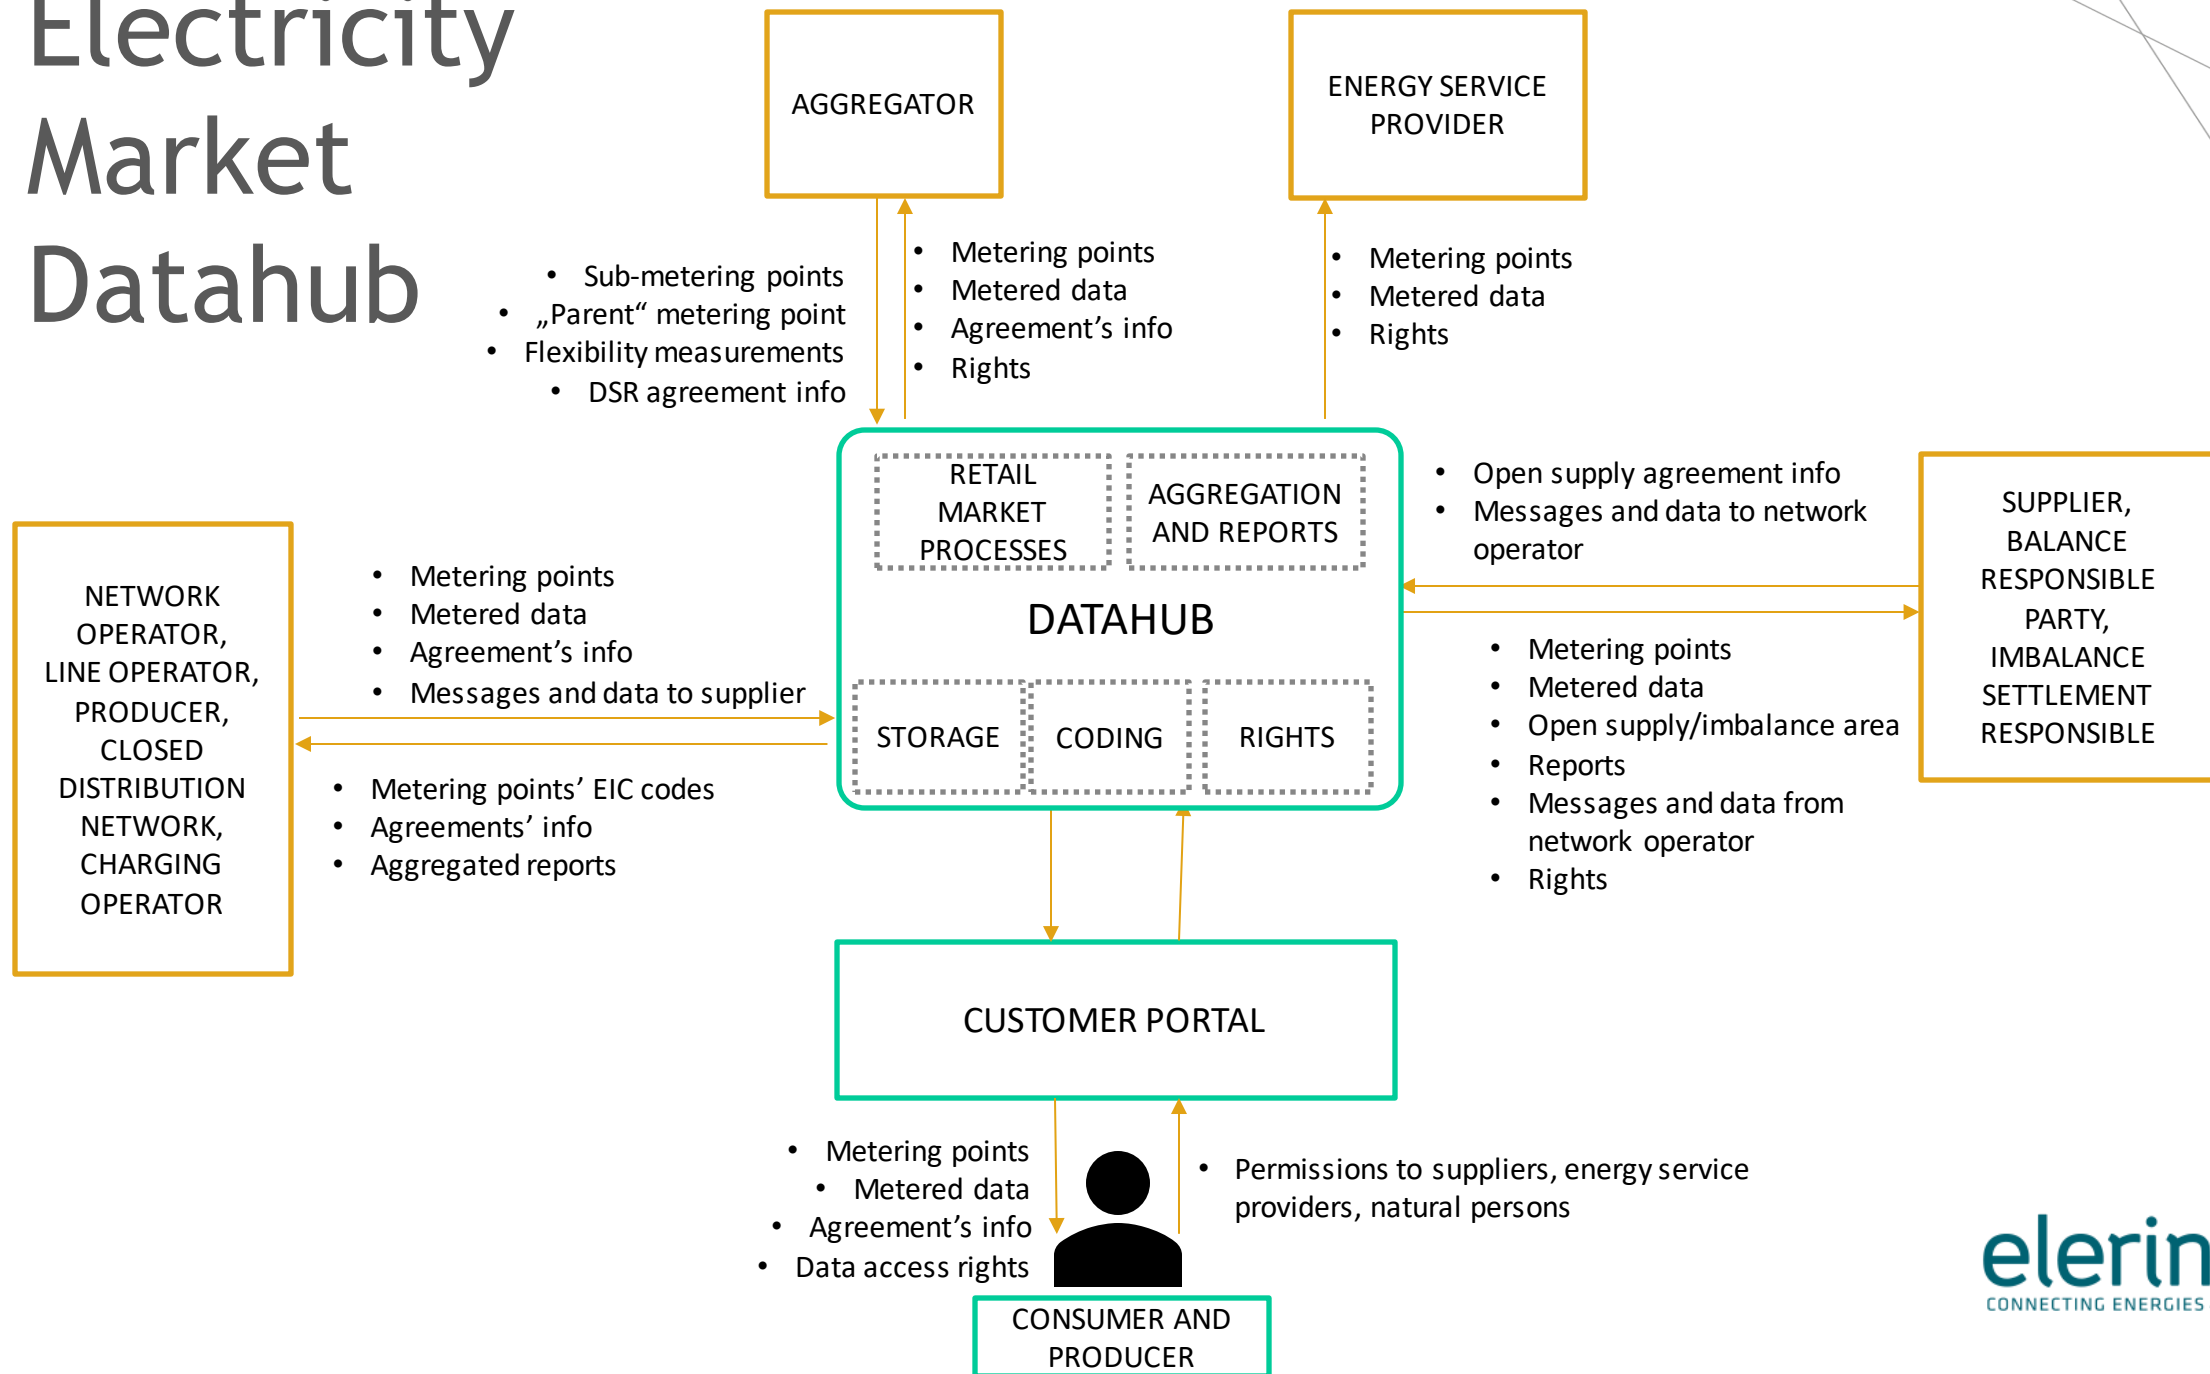 Electricity
Market
Datahub
AGGREGATOR
ENERGY SERVICE
PROVIDER
• Sub-metering points
• „Parent“ metering point
• Flexibility measurements
• DSR agreement info
• Metering points
• Metered data
• Agreement’s info
• Rights
• Metering points
• Metered data
• Rights
RETAIL
MARKET
PROCESSES
AGGREGATION
AND REPORTS
DATAHUB
STORAGE
CODING
RIGHTS
• Open supply agreement info
• Messages and data to network
operator
SUPPLIER,
BALANCE
RESPONSIBLE
PARTY,
IMBALANCE
SETTLEMENT
RESPONSIBLE
NETWORK
OPERATOR,
LINE OPERATOR,
PRODUCER,
CLOSED
DISTRIBUTION
NETWORK,
CHARGING
OPERATOR
• Metering points
• Metered data
• Agreement’s info
• Messages and data to supplier
• Metering points’ EIC codes
• Agreements’ info
• Aggregated reports
• Metering points
• Metered data
• Open supply/imbalance area
• Reports
• Messages and data from
network operator
• Rights
CUSTOMER PORTAL
• Metering points
• Metered data
• Agreement’s info
• Data access rights
• Permissions to suppliers, energy service
providers, natural persons
CONSUMER AND
PRODUCER
elerin
CONNECTING ENERGIES